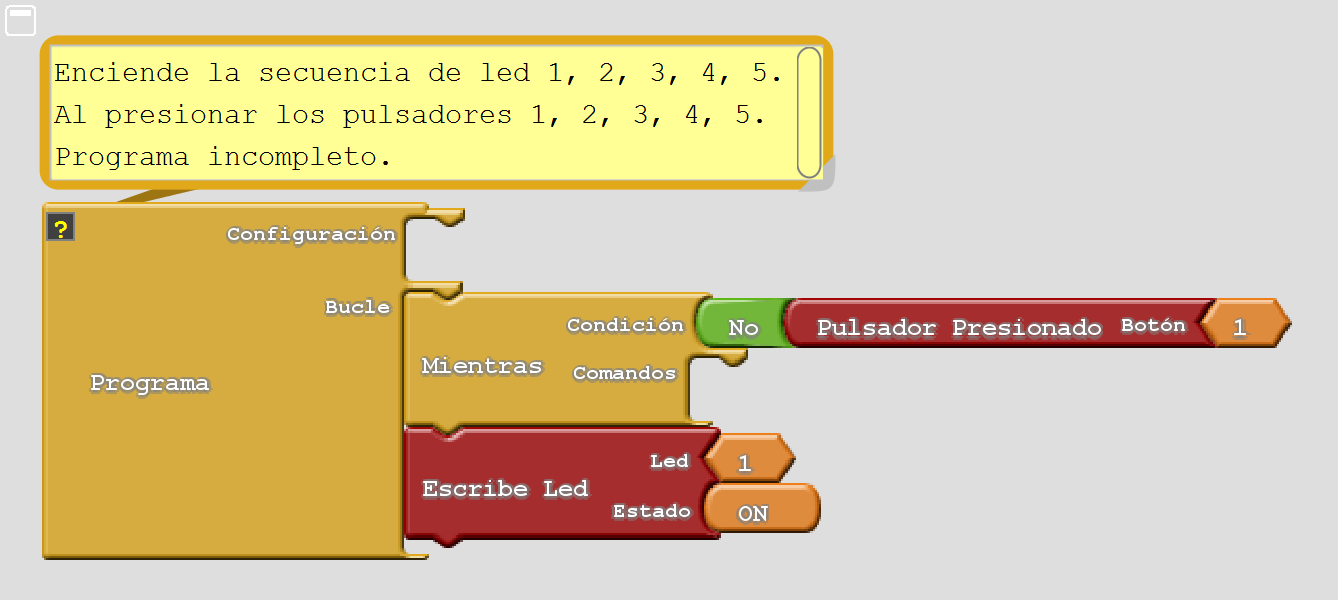 Enciende la secuencia de led 1, 2, 3, 4, 5.
Al presionar los pulsadores 1, 2, 3, 4, 5.
Programa incompleto.
?
Configuración
Bucle
Programa
Condición
No
Pulsador Presionado
Botón
1
Mientras
Comandos
Led
1
Escribe Led
Estado
ON